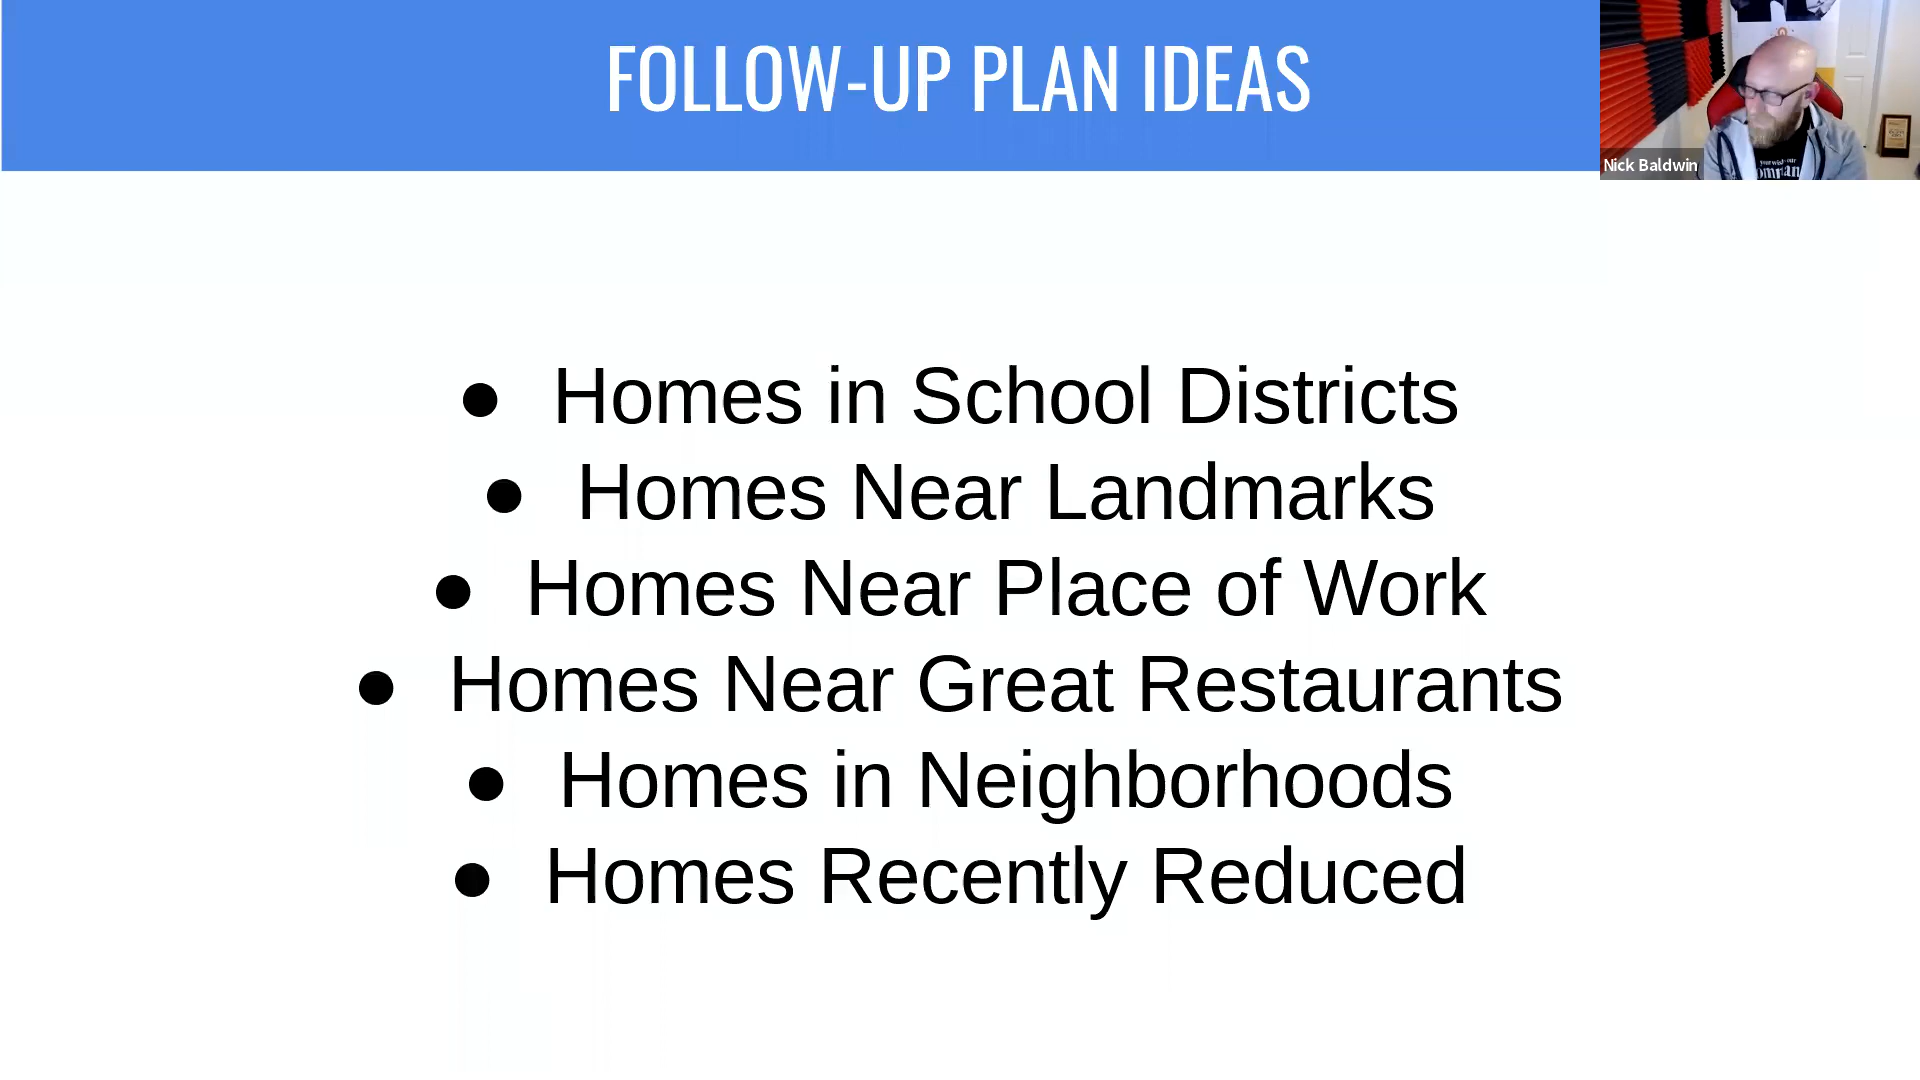 FOLLOW-UP PLAN IDEAS
Nick Baldwin
● Homes in School Districts
● Homes Near Landmarks
● Homes Near Place of Work
● Homes Near Great Restaurants
● Homes in Neighborhoods
● Homes Recently Reduced